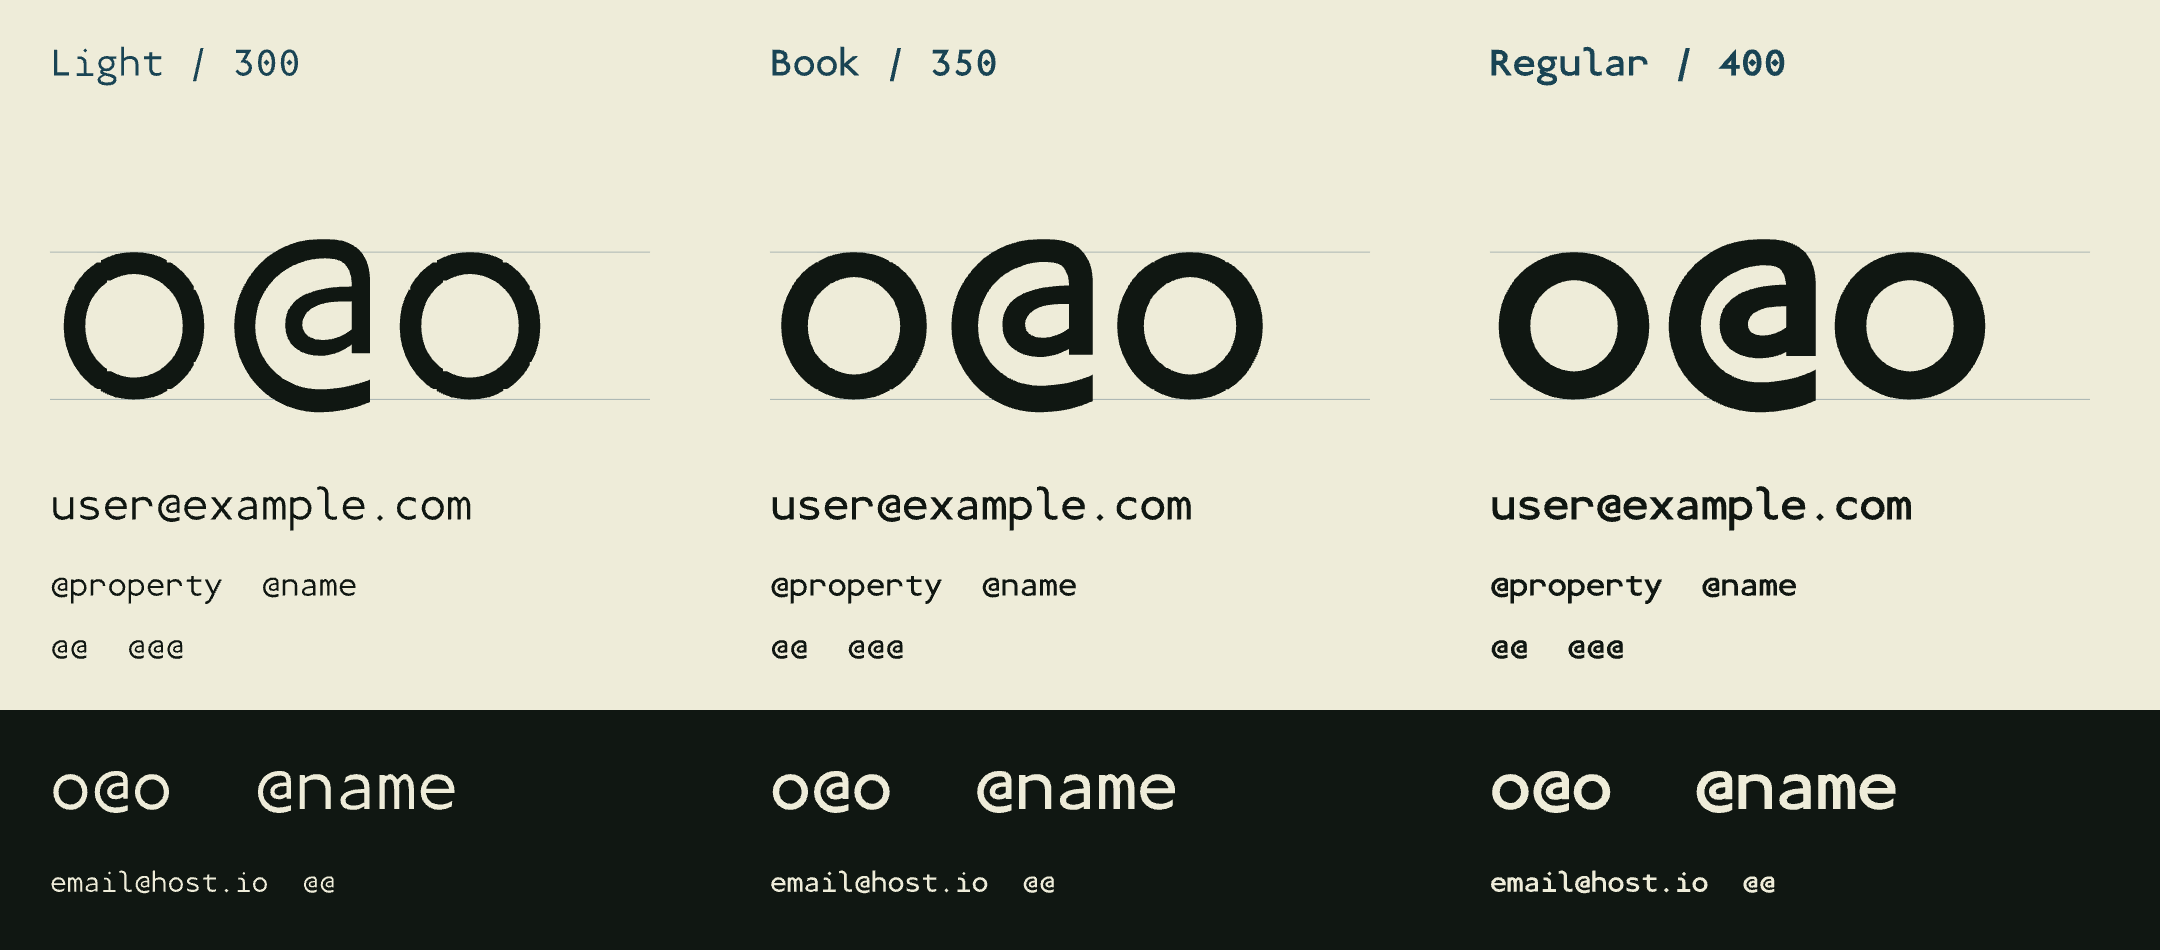 Light / 300
Book / 350
Regular / 400
o@o
o@o
o@o
user@example.com
user@example.com
user@example.com
@property @name
@property @name
@property @name
@@ @@@
@@ @@@
@@ @@@
o@o @name
o@o @name
o@o @name
email@host.io @@
email@host.io @@
email@host.io @@